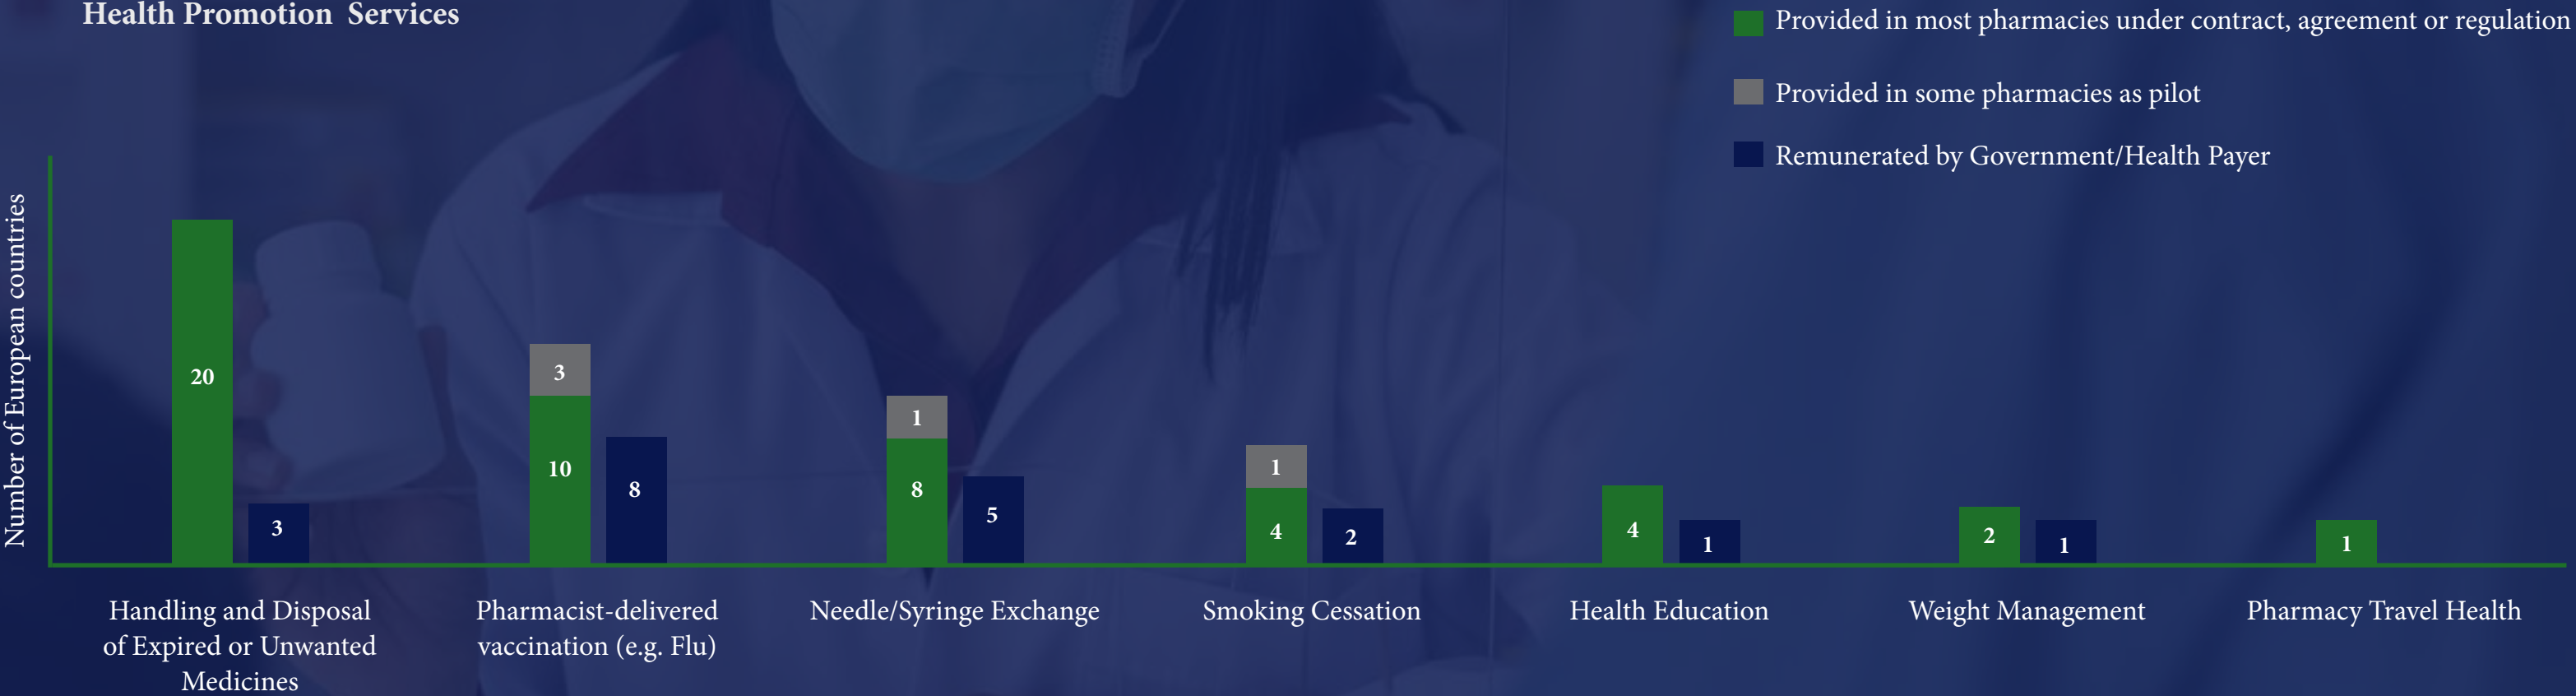 Health Promotion Services
Provided in most pharmacies under contract, agreement or regulation
Provided in some pharmacies as pilot
Remunerated by Government/Health Payer
Number of European countries
20
3
3
10
8
1
8
5
1
4
2
4
1
2
1
1
Handling and Disposal
of Expired or Unwanted
Medicines
Pharmacist-delivered
vaccination (e.g. Flu)
Needle/Syringe Exchange
Smoking Cessation
Health Education
Weight Management
Pharmacy Travel Health